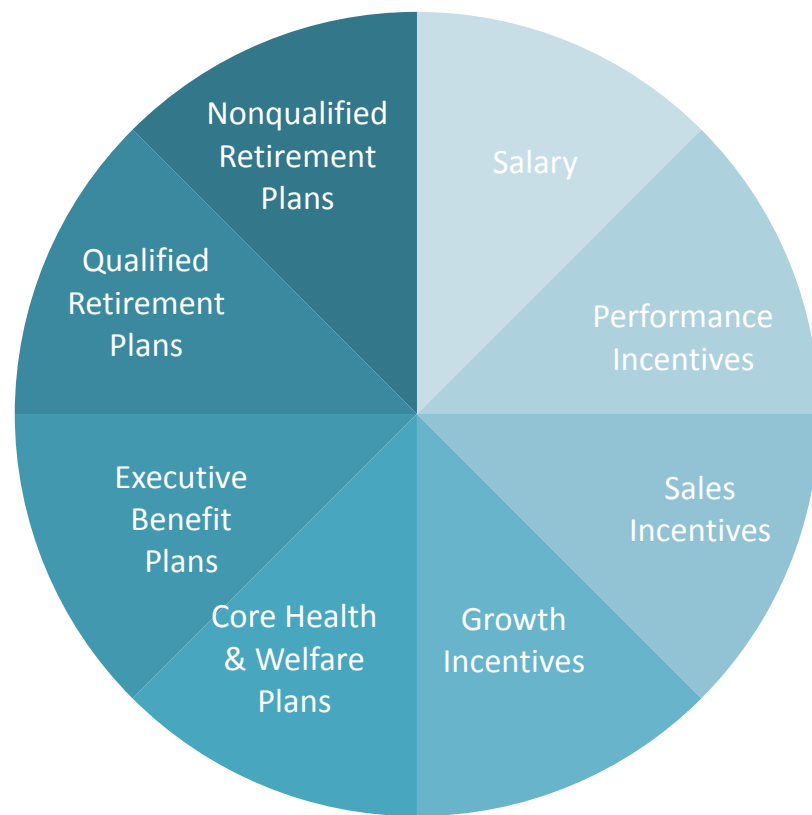 Salary
Performance
Incentives
Sales
Incentives
Growth
Incentives
Core Health
& Welfare
Plans
Executive
Benefit
Plans
Qualified
Retirement
Plans
Nonqualified
Retirement
Plans